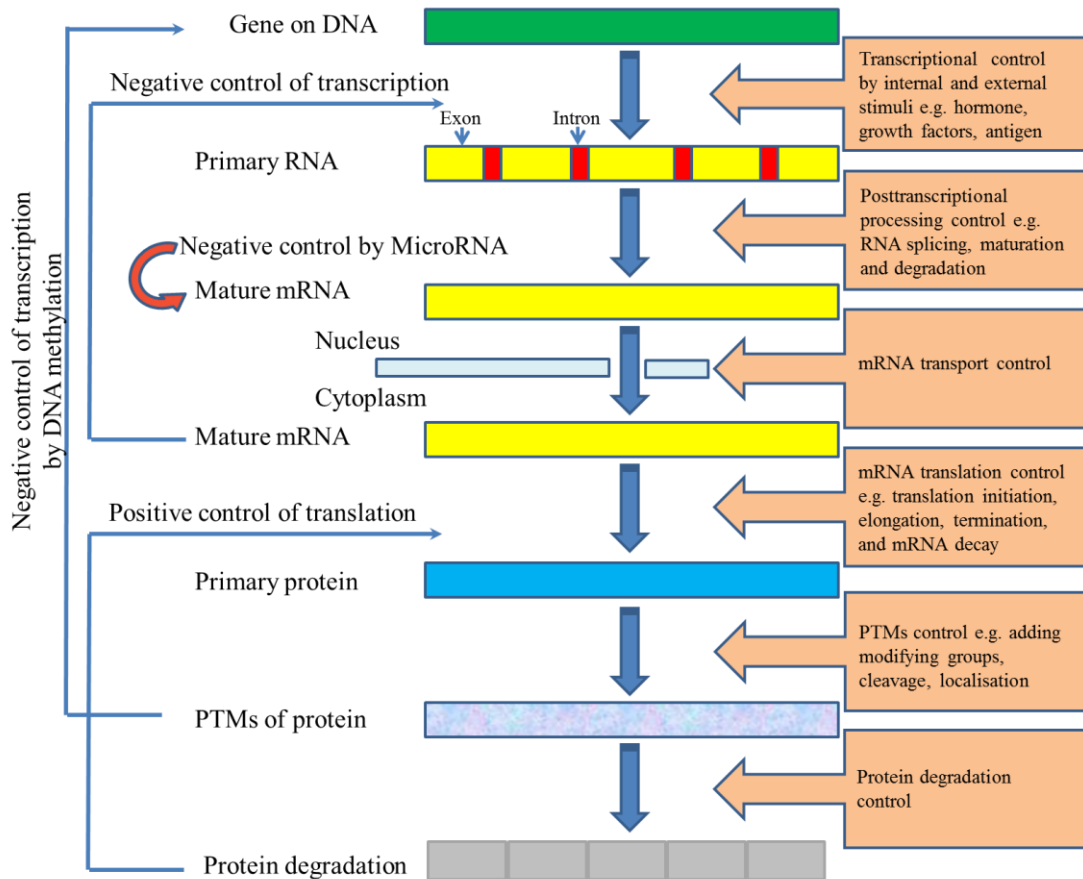 Gene on DNA
Transcriptional control
by internal and external
stimuli e.g. hormone,
growth factors, antigen
Negative control of transcription
Exon
Intron
Primary RNA
Posttranscriptional
processing control e.g.
RNA splicing, maturation
and degradation
Negative control by MicroRNA
Mature mRNA
Nucleus
Cytoplasm
mRNA transport control
Mature mRNA
mRNA translation control
e.g. translation initiation,
elongation, termination,
and mRNA decay
Positive control of translation
Primary protein
PTMs control e.g. adding
modifying groups,
cleavage, localisation
PTMs of protein
Protein degradation
control
Protein degradation
Negative control of transcription
by DNA methylation